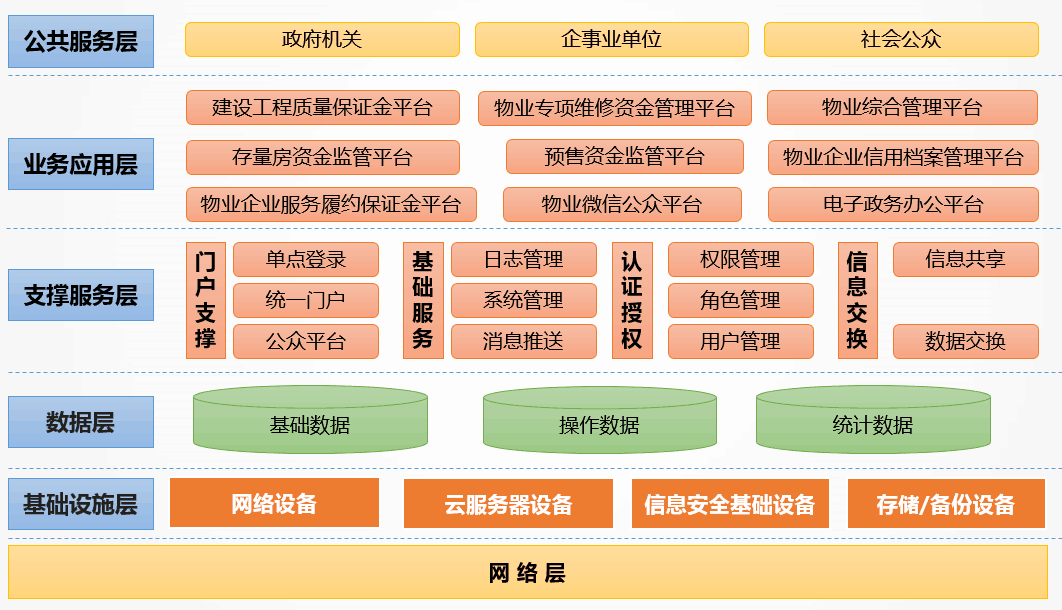 公共服务层
政府机关
企事业单位
社会公众
业务应用层
建设工程质量保证金平台
物业专项维修资金管理平台
物业综合管理平台
存量房资金监管平台
预售资金监管平台
物业企业信用档案管理平台
物业企业服务履约保证金平台
物业微信公众平台
电子政务办公平台
支撑服务层
门户支撑
单点登录
统一门户
公众平台
基础服务
日志管理
系统管理
消息推送
认证授权
权限管理
角色管理
用户管理
信息交换
信息共享
数据交换
数据层
基础数据
操作数据
统计数据
基础设施层
网络设备
云服务器设备
信息安全基础设备
存储/备份设备
网络层